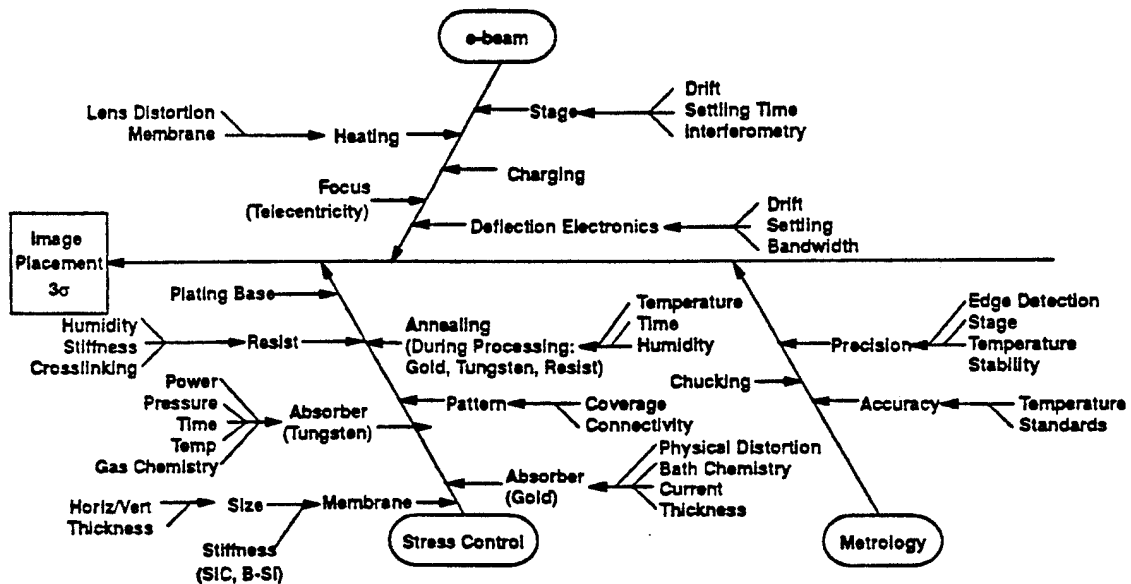 e-beam
Lens Distortion
Membrane
Heating
Stage
Drift
Settling Time
Interferometry
Charging
Focus
(Telecentricity)
Deflection Electronics
Drift
Settling
Bandwidth
Image
Placement
3σ
Plating Base
Humidity
Stiffness
Crosslinking
Resist
Annealing
(During Processing:
Gold, Tungsten, Resist)
Temperature
Time
Humidity
Power
Pressure
Time
Temp
Gas Chemistry
Absorber
(Tungsten)
Pattern
Coverage
Connectivity
Absorber
(Gold)
Physical Distortion
Bath Chemistry
Current
Thickness
Horiz/Vert
Thickness
Size
Membrane
Stiffness
(SiC, B-Si)
Stress Control
Precision
Edge Detection
Stage
Temperature
Stability
Chucking
Accuracy
Temperature
Standards
Metrology